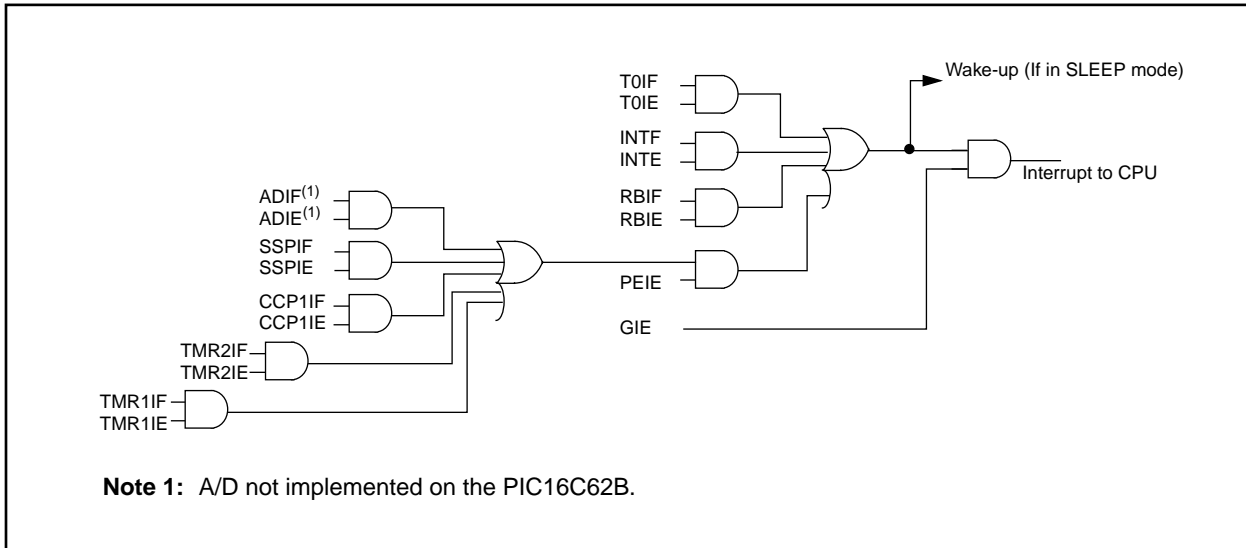 Wake-up (If in SLEEP mode)
T0IF
T0IE
INTF
INTE
Interrupt to CPU
RBIF
RBIE
ADIF(1)
ADIE(1)
SSPIF
SSPIE
PEIE
CCP1IF
CCP1IE
GIE
TMR2IF
TMR2IE
TMR1IF
TMR1IE
Note 1: A/D not implemented on the PIC16C62B.